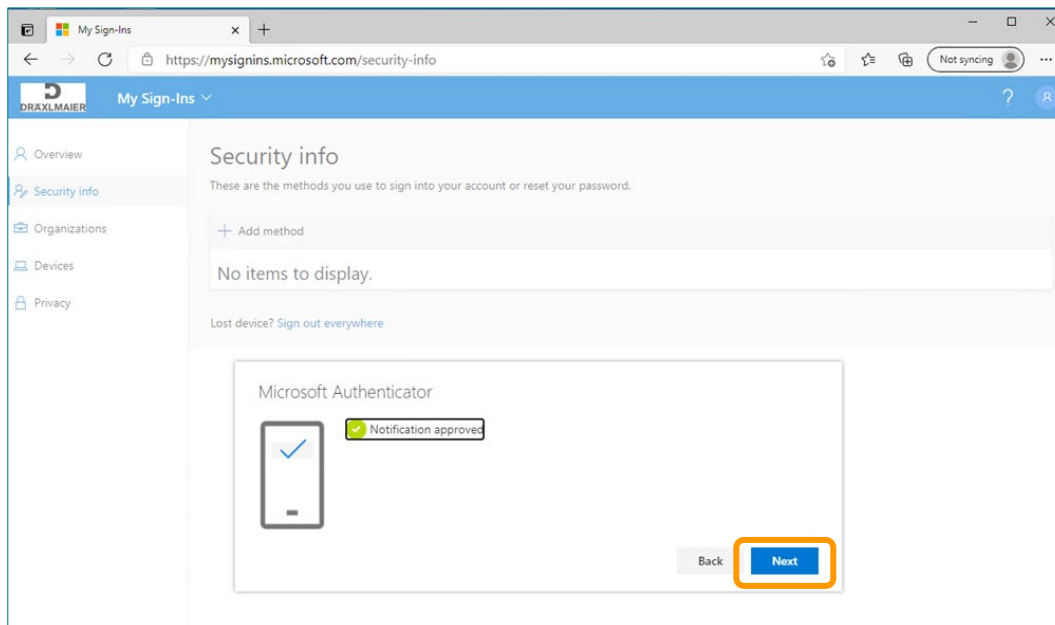 My Sign-Ins
https://mysignins.microsoft.com/security-info
Not syncing
DRÄXLMAIER
My Sign-Ins
?
R
Overview
Security info
Organizations
Devices
Privacy
Security info
These are the methods you use to sign into your account or reset your password.
+ Add method
No items to display.
Lost device? Sign out everywhere
Microsoft Authenticator
Notification approved
Back
Next